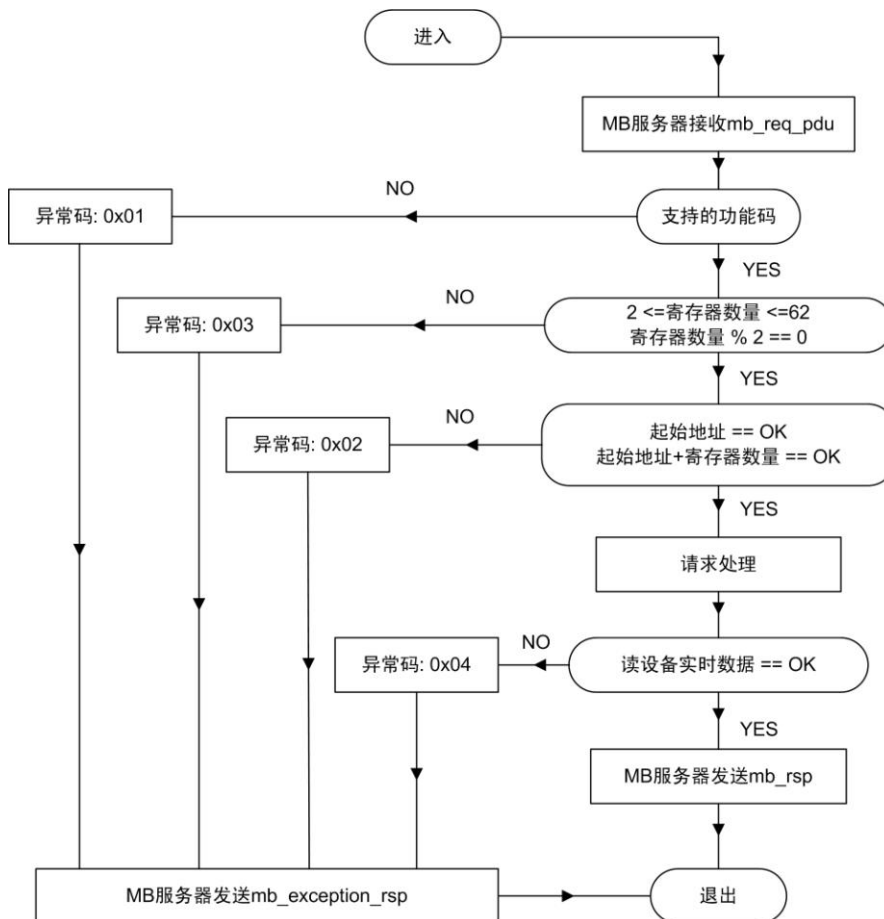 进入
MB服务器接收mb_req_pdu
NO
异常码: 0x01
支持的功能码
YES
NO
异常码: 0x03
2 <=寄存器数量 <=62
寄存器数量 % 2 == 0
YES
NO
异常码: 0x02
起始地址 == OK
起始地址+寄存器数量 == OK
YES
请求处理
NO
异常码: 0x04
读设备实时数据 == OK
YES
MB服务器发送mb_rsp
MB服务器发送mb_exception_rsp
退出